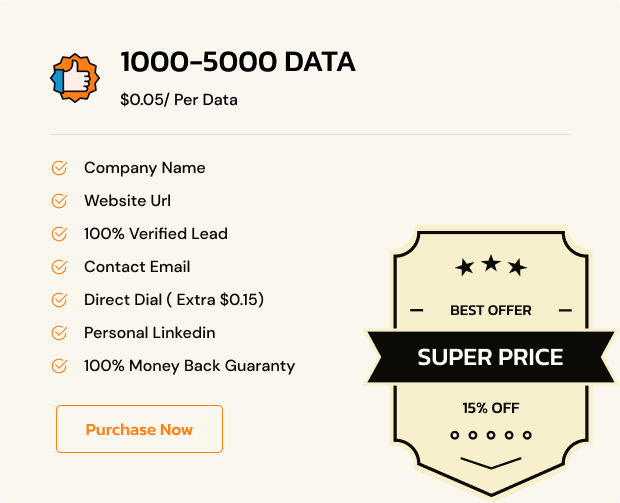 1000-5000 DATA
$0.05/ Per Data
Company Name
Website Url
100% Verified Lead
Contact Email
Direct Dial ( Extra $0.15)
Personal Linkedin
100% Money Back Guaranty
Purchase Now
BEST OFFER
SUPER PRICE
15% OFF